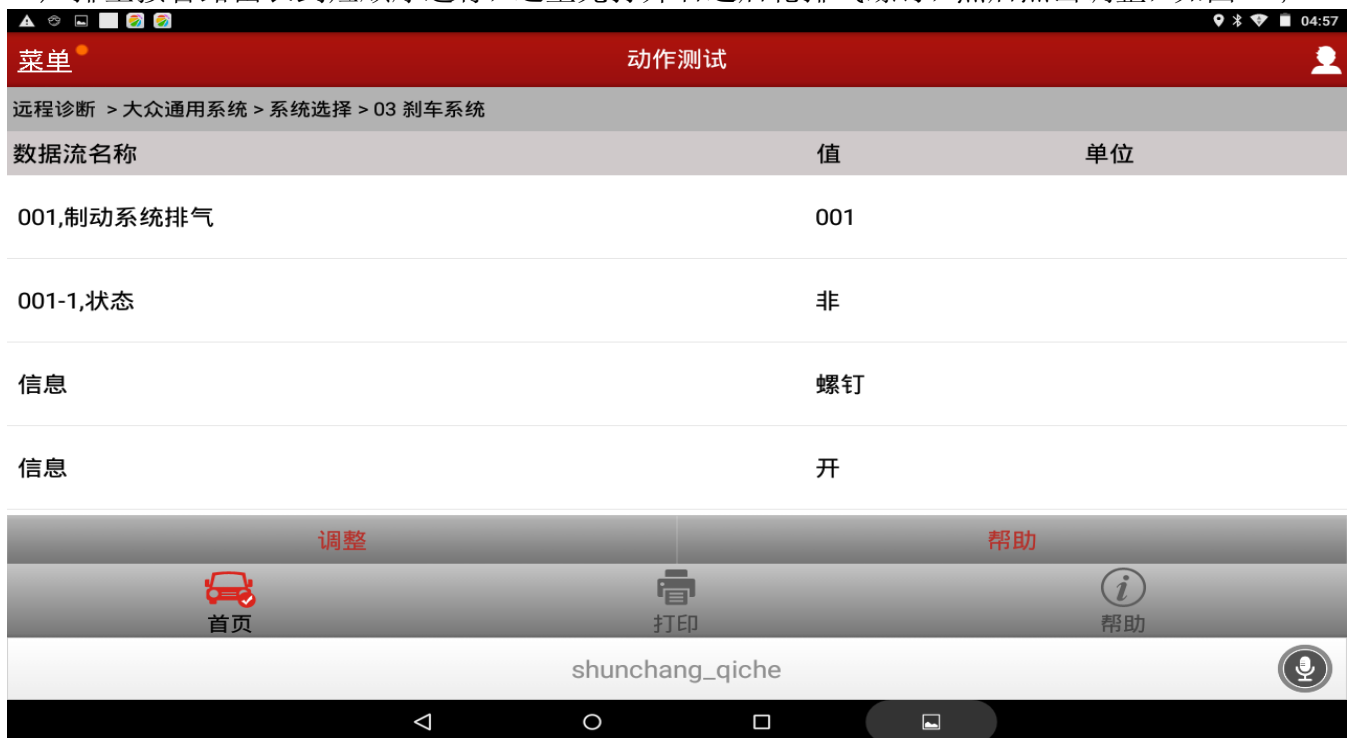 04:57
菜单
动作测试
远程诊断 > 大众通用系统 > 系统选择 > 03 刹车系统
数据流名称 值 单位
001,制动系统排气 001
001-1,状态 非
信息 螺钉
信息 开
调整 帮助
首页 打印 帮助
shunchang_qiche